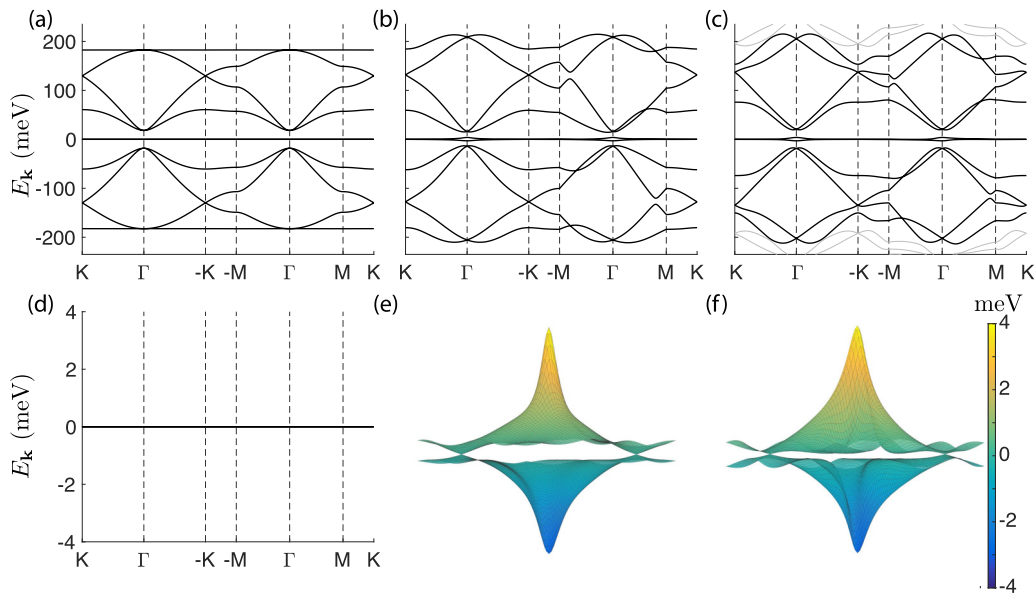 (a)
(b)
(c)
E_k (meV)
200
100
0
-100
-200
K Γ -K -M Γ M K
K Γ -K -M Γ M K
K Γ -K -M Γ M K
(d)
(e)
(f)
meV
E_k (meV)
4
2
0
-2
-4
K Γ -K -M Γ M K
4
2
0
-2
-4